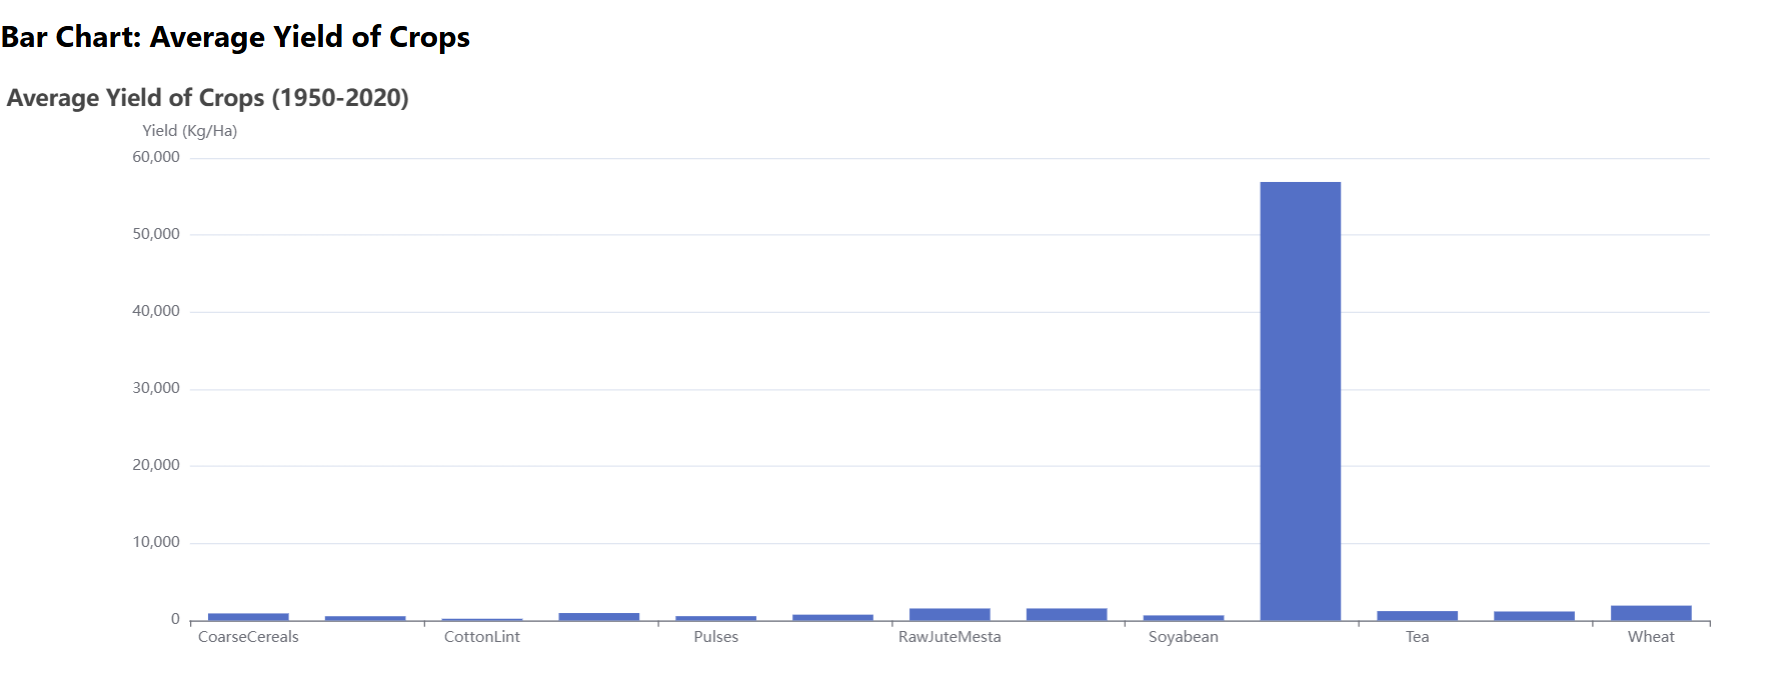 Bar Chart: Average Yield of Crops
Average Yield of Crops (1950-2020)
Yield (Kg/Ha)
60,000
50,000
40,000
30,000
20,000
10,000
0
CoarseCereals CottonLint Pulses RawJuteMesta Soyabean Tea Wheat